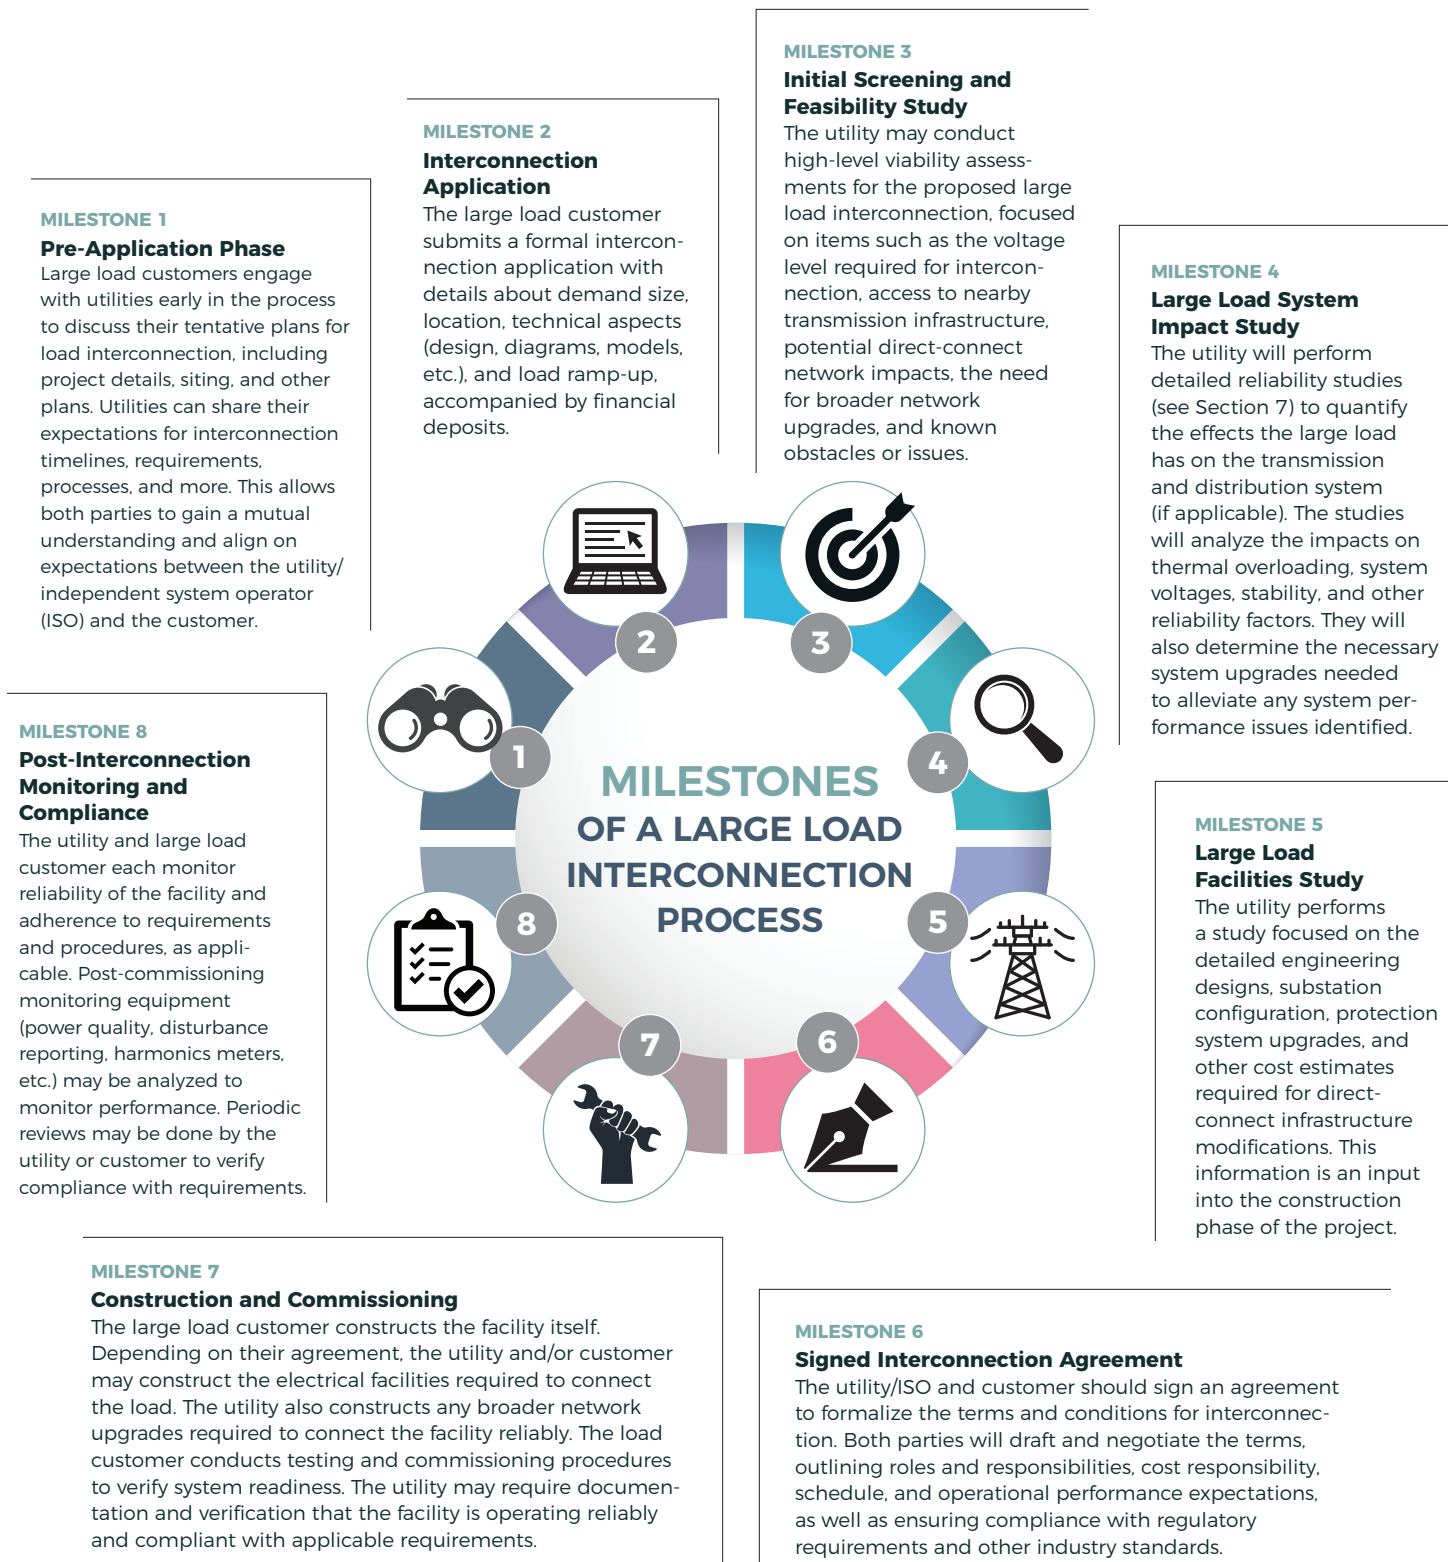 MILESTONE 1
Pre-Application Phase
Large load customers engage
with utilities early in the process
to discuss their tentative plans for
load interconnection, including
project details, siting, and other
plans. Utilities can share their
expectations for interconnection
timelines, requirements,
processes, and more. This allows
both parties to gain a mutual
understanding and align on
expectations between the utility/
independent system operator
(ISO) and the customer.
MILESTONE 2
Interconnection
Application
The large load customer
submits a formal intercon-
nection application with
details about demand size,
location, technical aspects
(design, diagrams, models,
etc.), and load ramp-up,
accompanied by financial
deposits.
MILESTONE 3
Initial Screening and
Feasibility Study
The utility may conduct
high-level viability assess-
ments for the proposed large
load interconnection, focused
on items such as the voltage
level required for intercon-
nection, access to nearby
transmission infrastructure,
potential direct-connect
network impacts, the need
for broader network
upgrades, and known
obstacles or issues.
MILESTONE 4
Large Load System
Impact Study
The utility will perform
detailed reliability studies
(see Section 7) to quantify
the effects the large load
has on the transmission
and distribution system
(if applicable). The studies
will analyze the impacts on
thermal overloading, system
voltages, stability, and other
reliability factors. They will
also determine the necessary
system upgrades needed
to alleviate any system per-
formance issues identified.
MILESTONE 5
Large Load
Facilities Study
The utility performs
a study focused on the
detailed engineering
designs, substation
configuration, protection
system upgrades, and
other cost estimates
required for direct-
connect infrastructure
modifications. This
information is an input
into the construction
phase of the project.
MILESTONE 6
Signed Interconnection Agreement
The utility/ISO and customer should sign an agreement
to formalize the terms and conditions for interconnec-
tion. Both parties will draft and negotiate the terms,
outlining roles and responsibilities, cost responsibility,
schedule, and operational performance expectations,
as well as ensuring compliance with regulatory
requirements and other industry standards.
MILESTONE 7
Construction and Commissioning
The large load customer constructs the facility itself.
Depending on their agreement, the utility and/or customer
may construct the electrical facilities required to connect
the load. The utility also constructs any broader network
upgrades required to connect the facility reliably. The load
customer conducts testing and commissioning procedures
to verify system readiness. The utility may require documen-
tation and verification that the facility is operating reliably
and compliant with applicable requirements.
MILESTONE 8
Post-Interconnection
Monitoring and
Compliance
The utility and large load
customer each monitor
reliability of the facility and
adherence to requirements
and procedures, as appli-
cable. Post-commissioning
monitoring equipment
(power quality, disturbance
reporting, harmonics meters,
etc.) may be analyzed to
monitor performance. Periodic
reviews may be done by the
utility or customer to verify
compliance with requirements.
MILESTONES
OF A LARGE LOAD
INTERCONNECTION
PROCESS
1
2
3
4
5
6
7
8